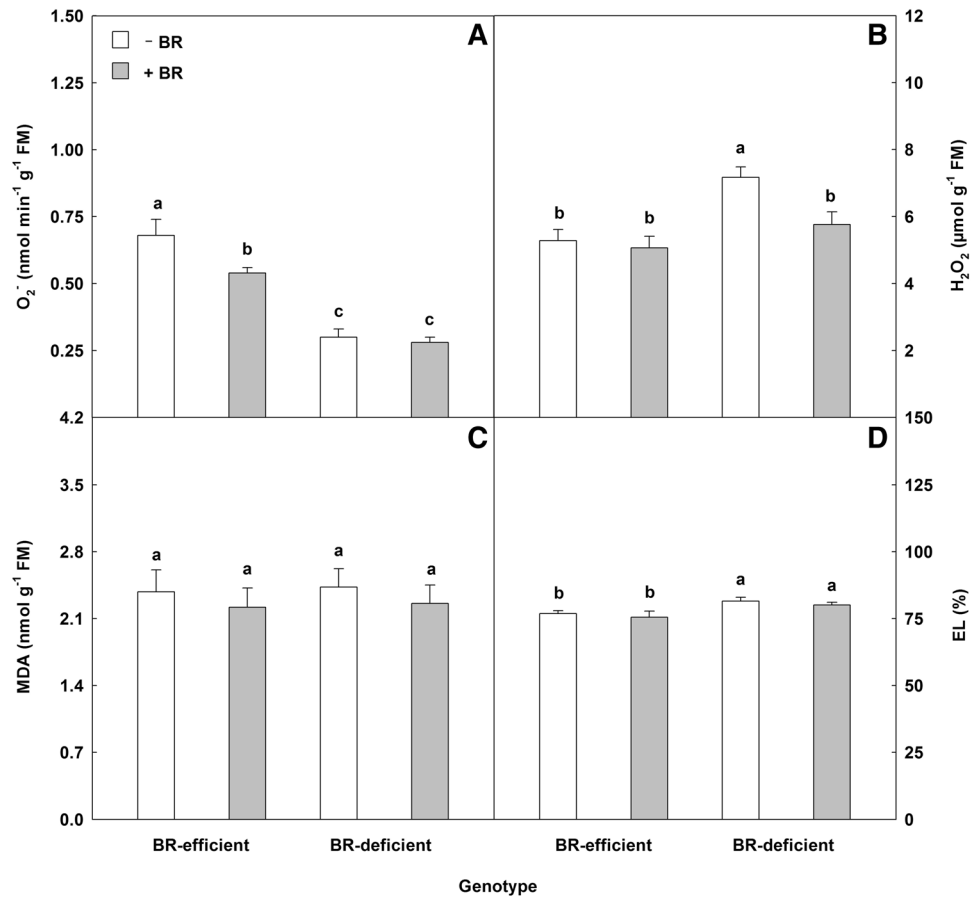 A
– BR
+ BR
O₂⁻ (nmol min⁻¹ g⁻¹ FM)
1.50
1.25
1.00
0.75
0.50
0.25
a
b
c
c
B
H₂O₂ (µmol g⁻¹ FM)
12
10
8
6
4
2
b
b
a
b
C
MDA (nmol g⁻¹ FM)
4.2
3.5
2.8
2.1
1.4
0.7
0.0
a
a
a
a
BR-efficient
BR-deficient
D
EL (%)
150
125
100
75
50
25
0
b
b
a
a
BR-efficient
BR-deficient
Genotype